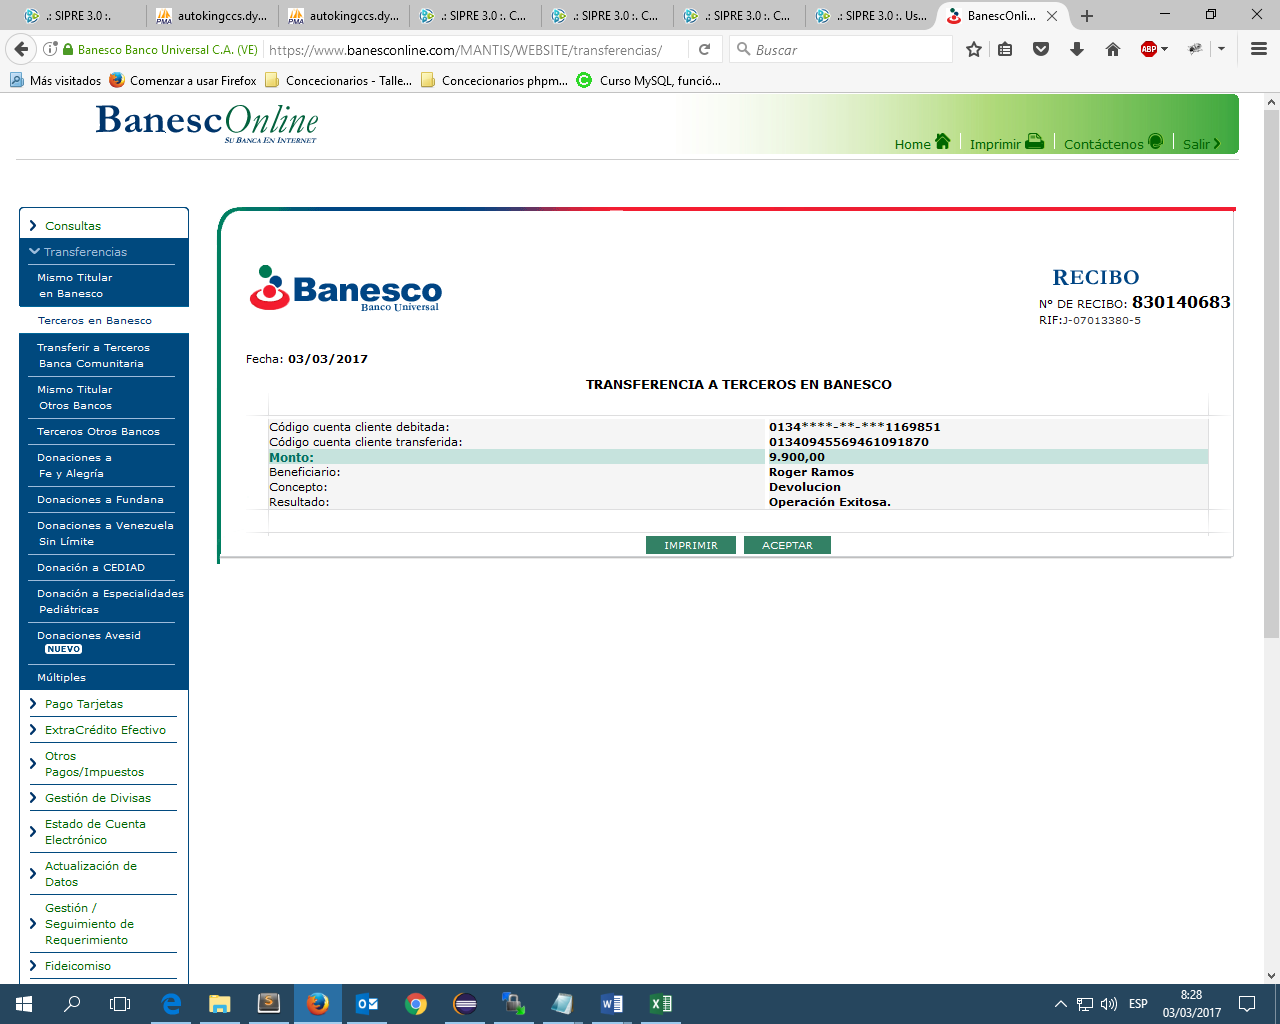 .: SIPRE 3.0 :.
autokingccs.dy...
autokingccs.dy...
.: SIPRE 3.0 :. C...
.: SIPRE 3.0 :. C...
.: SIPRE 3.0 :. C...
.: SIPRE 3.0 :. Us...
BanescOnli...
Banesco Banco Universal C.A. (VE)
https://www.banesconline.com/MANTIS/WEBSITE/transferencias/
Buscar
ABP
Más visitados
Comenzar a usar Firefox
Concecionarios - Talle...
Concecionarios phpm...
Curso MySQL, funció...
BanescOnline
SU BANCA EN INTERNET
Home
Imprimir
Contáctenos
Salir
Consultas
Transferencias
Mismo Titular
en Banesco
Terceros en Banesco
Transferir a Terceros
Banca Comunitaria
Mismo Titular
Otros Bancos
Terceros Otros Bancos
Donaciones a
Fe y Alegría
Donaciones a Fundana
Donaciones a Venezuela
Sin Límite
Donación a CEDIAD
Donación a Especialidades
Pediátricas
Donaciones Avesid
NUEVO
Múltiples
Pago Tarjetas
ExtraCrédito Efectivo
Otros
Pagos/Impuestos
Gestión de Divisas
Estado de Cuenta
Electrónico
Actualización de
Datos
Gestión /
Seguimiento de
Requerimiento
Fideicomiso
Banesco
Banco Universal
RECIBO
Nº DE RECIBO: 830140683
RIF:J-07013380-5
Fecha: 03/03/2017
TRANSFERENCIA A TERCEROS EN BANESCO
Código cuenta cliente debitada: 0134****-**-***1169851
Código cuenta cliente transferida: 01340945569461091870
Monto: 9.900,00
Beneficiario: Roger Ramos
Concepto: Devolucion
Resultado: Operación Exitosa.
IMPRIMIR
ACEPTAR
ESP
8:28
03/03/2017